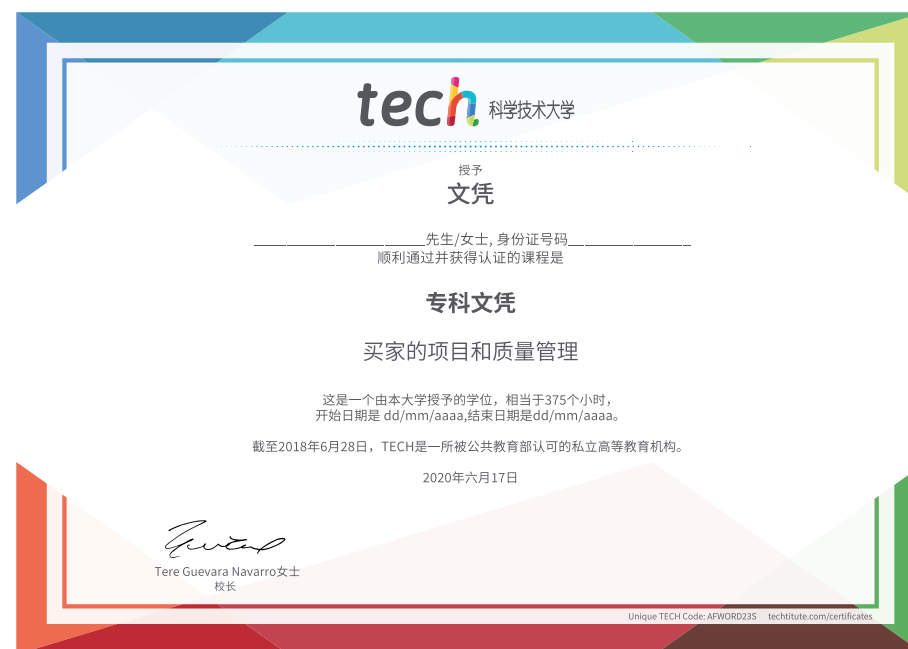 tech 科学技术大学
授予
文凭
______________________先生/女士, 身份证号码________________
顺利通过并获得认证的课程是
专科文凭
买家的项目和质量管理
这是一个由本大学授予的学位，相当于375个小时，
开始日期是 dd/mm/aaaa,结束日期是dd/mm/aaaa。
截至2018年6月28日，TECH是一所被公共教育部认可的私立高等教育机构。
2020年六月17日
Tere Guevara Navarro女士
校长
Unique TECH Code: AFWORD23S techtitute.com/certificates